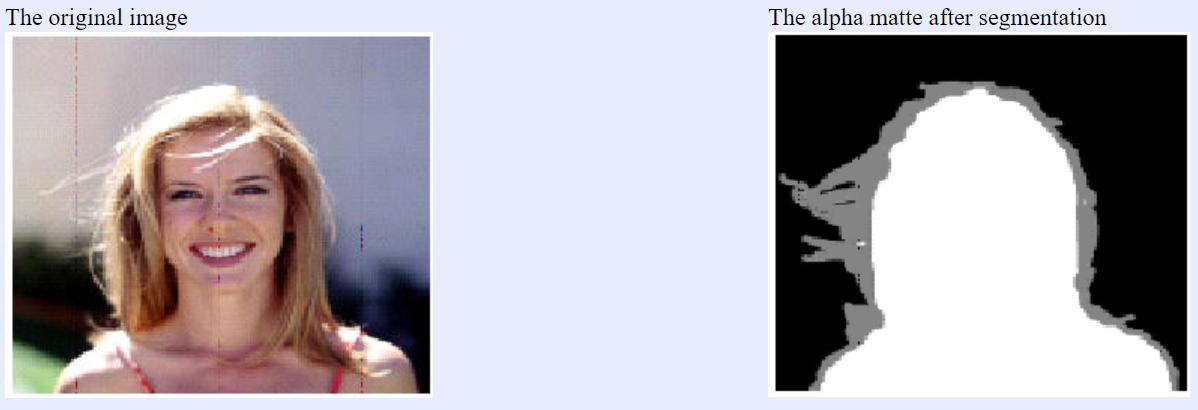 The original image
The alpha matte after segmentation